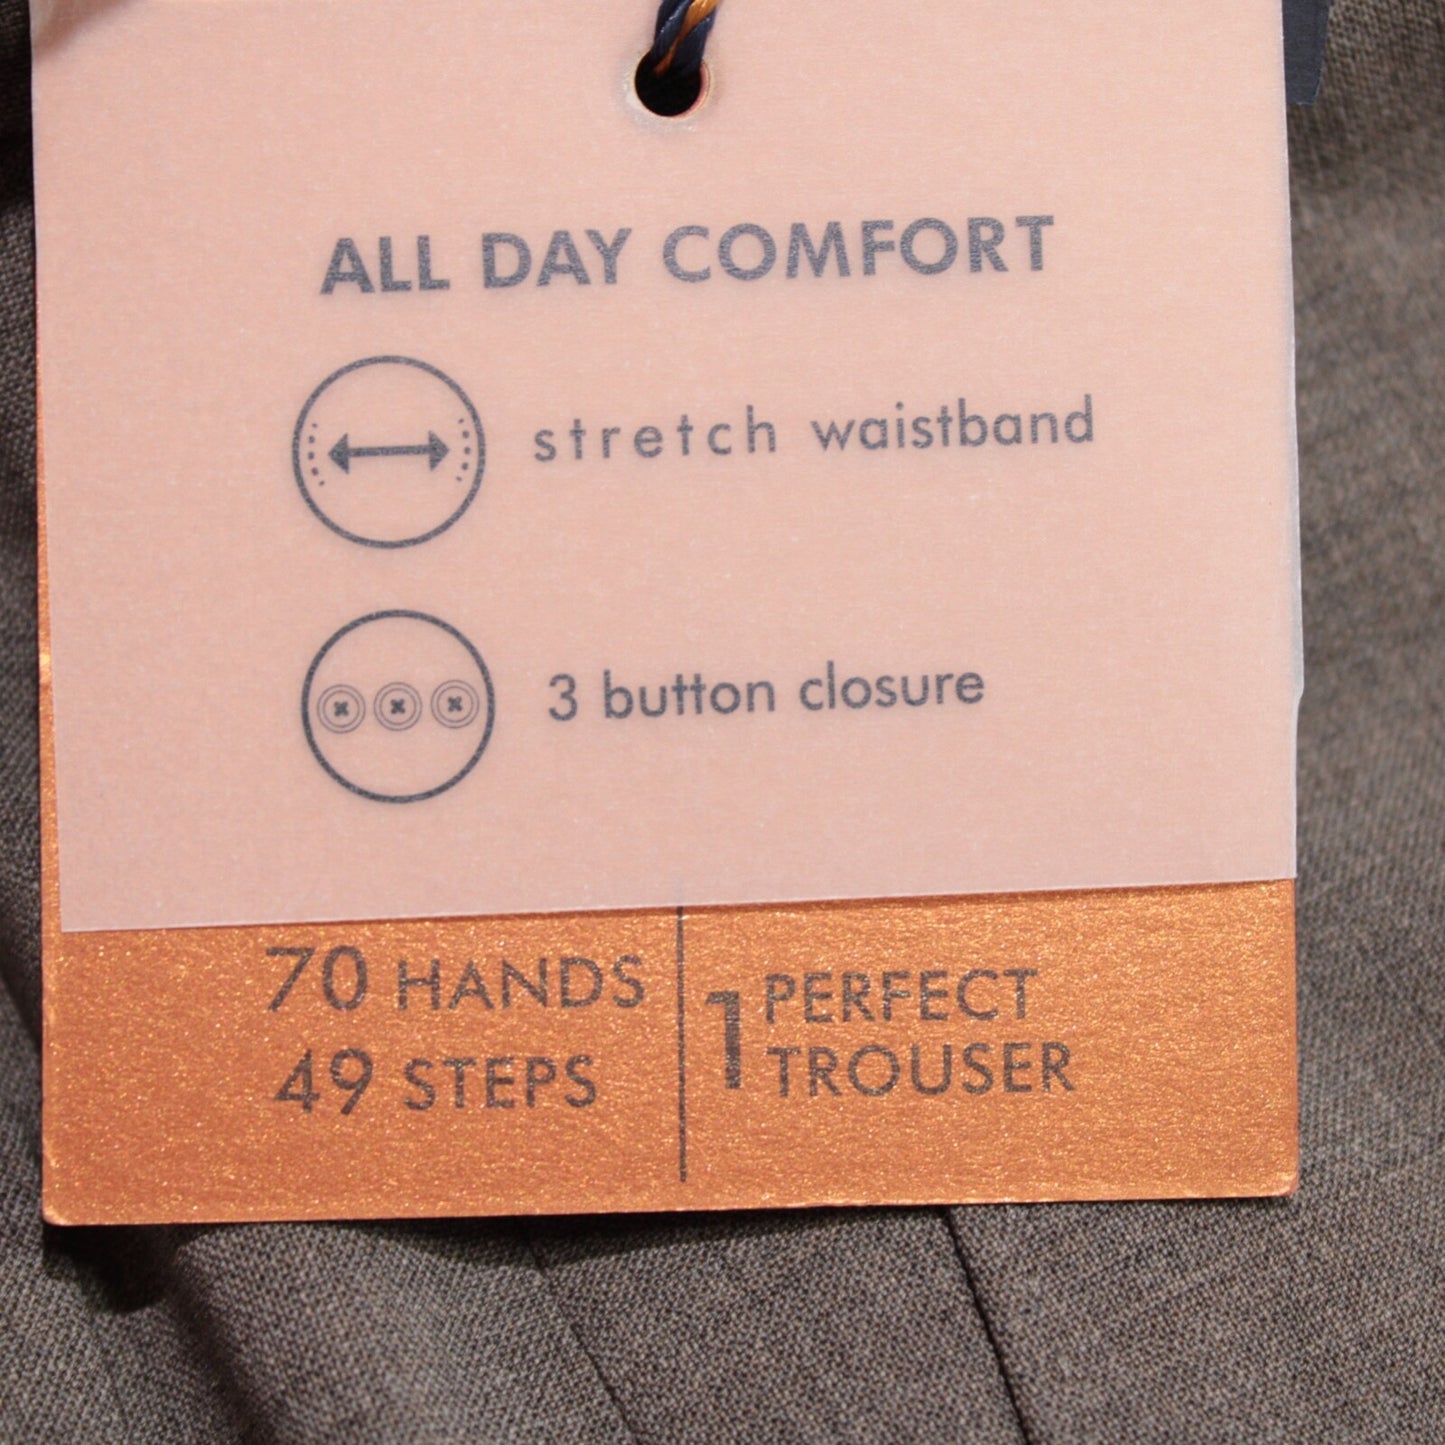 ALL DAY COMFORT
stretch waistband
3 button closure
70 HANDS
49 STEPS
1 PERFECT
TROUSER